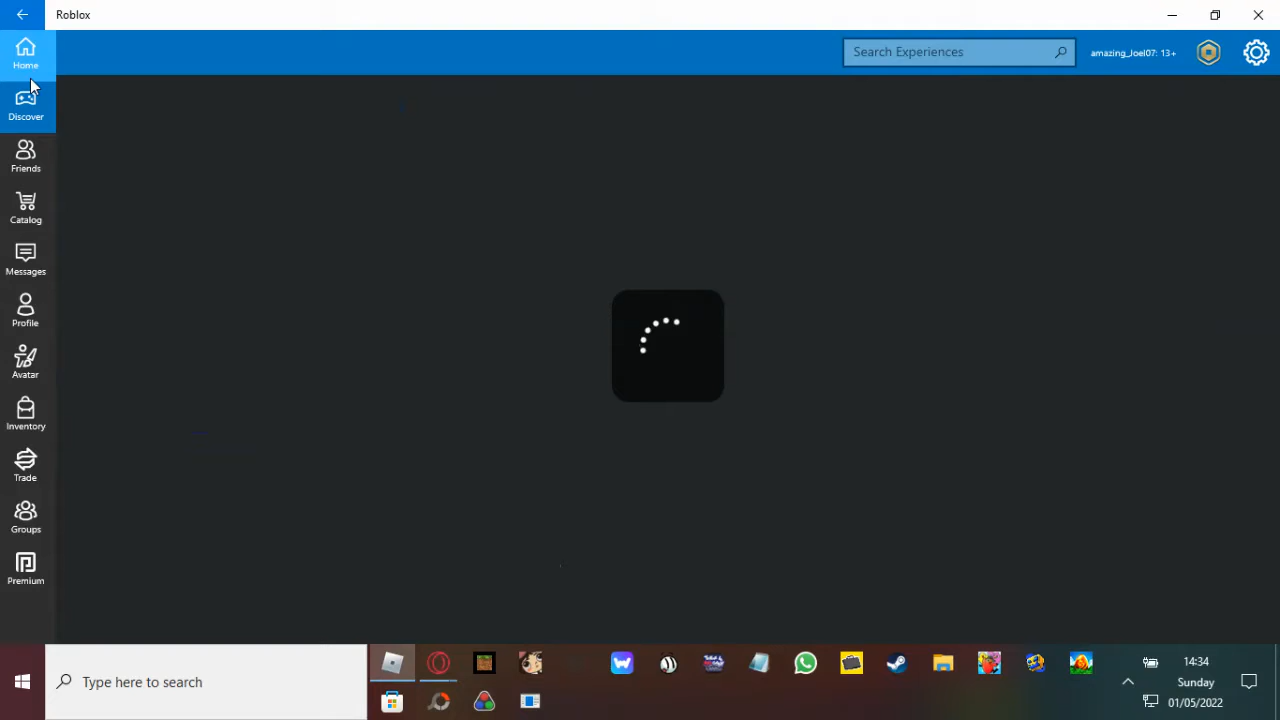 Roblox
Home
Search Experiences
amazing_Joel07: 13+
Discover
Friends
Catalog
Messages
Profile
Avatar
Inventory
Trade
Groups
Premium
Type here to search
14:34
Sunday
01/05/2022